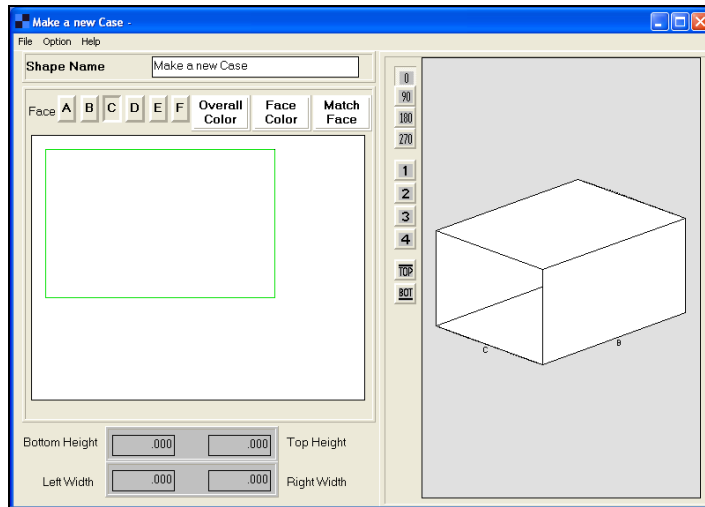 Make a new Case -
File Option Help
Shape Name Make a new Case
Face A B C D E F Overall Color Face Color Match Face
0
90
180
270
1
2
3
4
TOP
BOT
C B
Bottom Height .000 .000 Top Height
Left Width .000 .000 Right Width